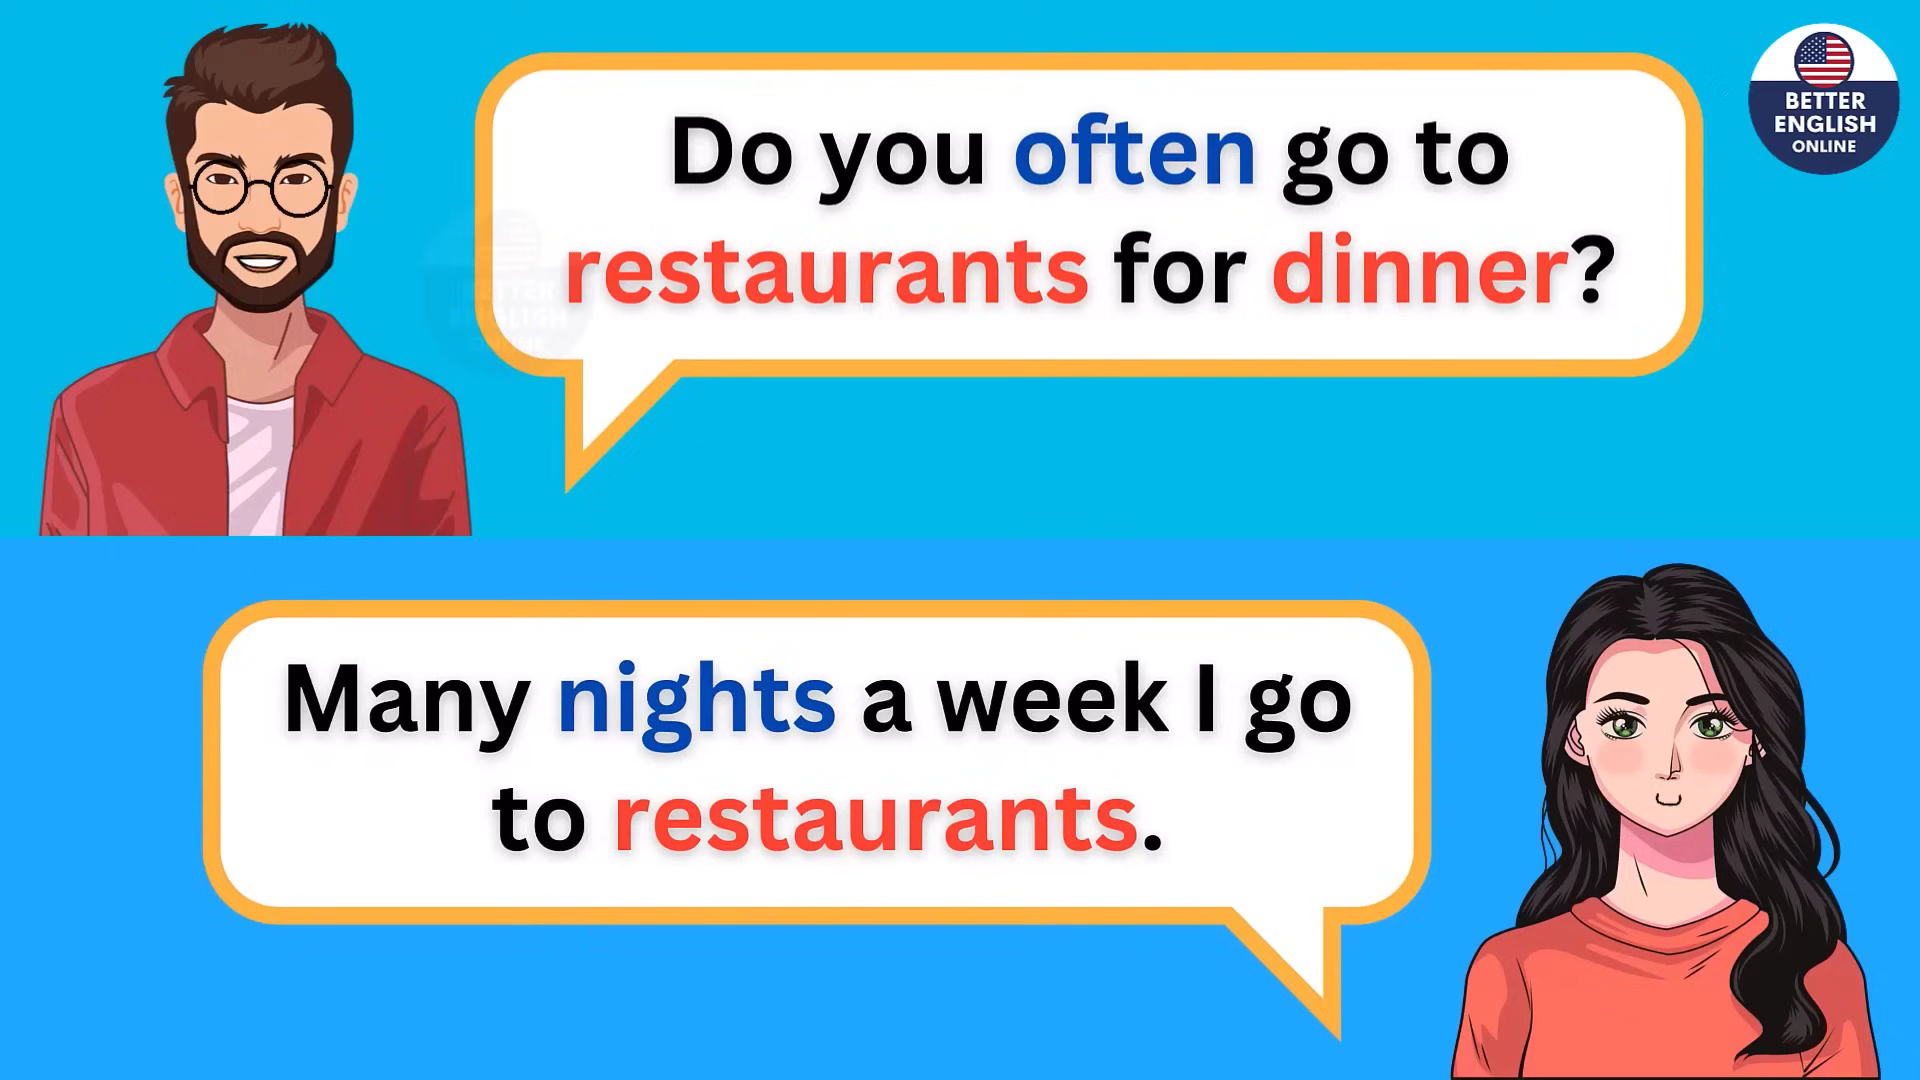 Do you often go to
restaurants for dinner?
BETTER
ENGLISH
ONLINE
Many nights a week I go
to restaurants.